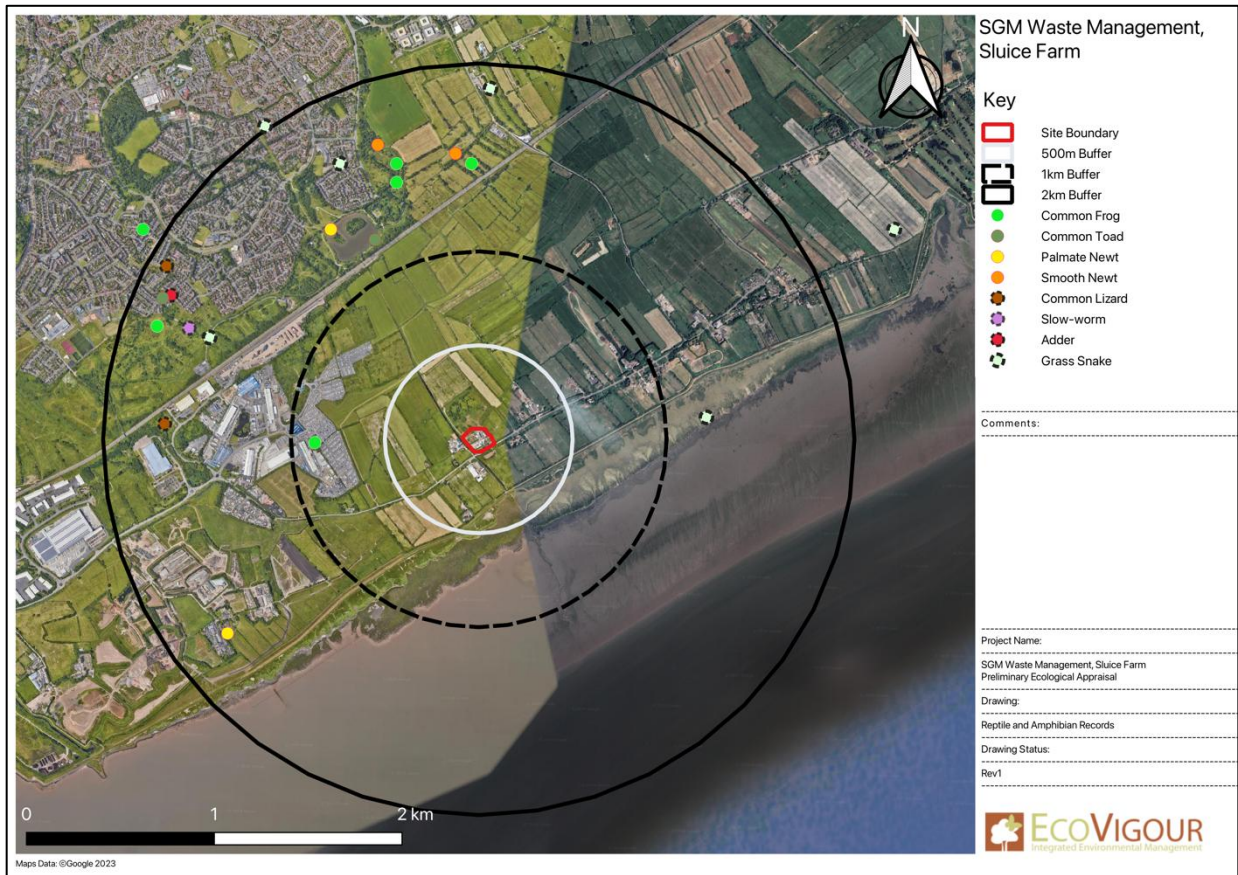 SGM Waste Management,
Sluice Farm
N
Key
Site Boundary
500m Buffer
1km Buffer
2km Buffer
Common Frog
Common Toad
Palmate Newt
Smooth Newt
Common Lizard
Slow-worm
Adder
Grass Snake
Comments:
Project Name:
SGM Waste Management, Sluice Farm
Preliminary Ecological Appraisal
Drawing:
Reptile and Amphibian Records
Drawing Status:
Rev1
ECOVIGOUR
Integrated Environmental Management
0 1 2 km
Maps Data: ©Google 2023